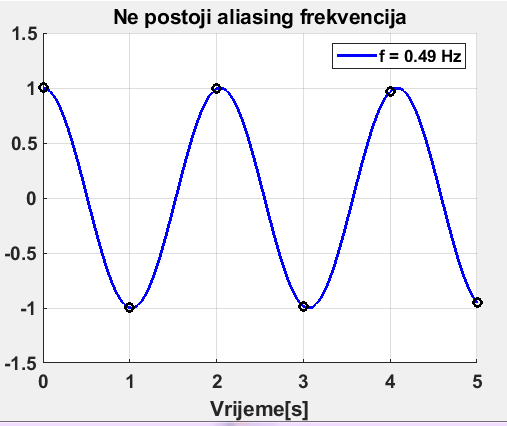 Ne postoji aliasing frekvencija
f = 0.49 Hz
1.5
1
0.5
0
-0.5
-1
-1.5
0 1 2 3 4 5
Vrijeme[s]